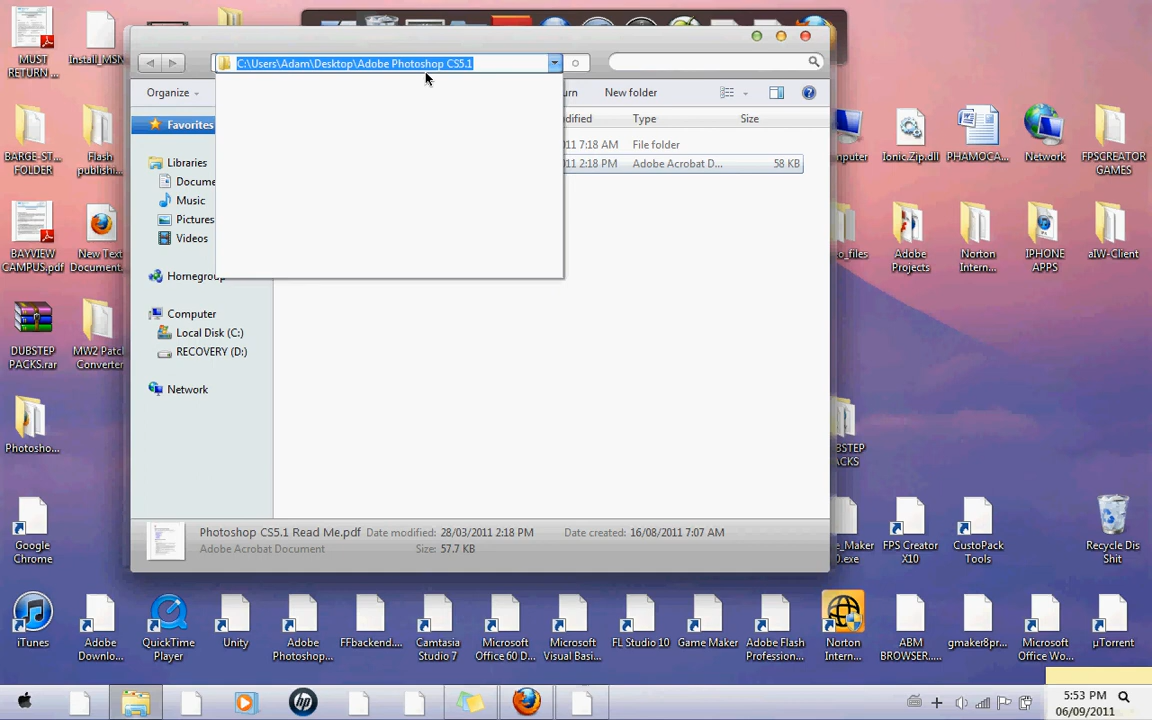 MUST RETURN ...
Install_MSN
C:\Users\Adam\Desktop\Adobe Photoshop CS5.1
Organize
urn
New folder
dified
Type
Size
011 7:18 AM
File folder
011 2:18 PM
Adobe Acrobat D...
58 KB
Favorites
Libraries
Docume
Music
Pictures
Videos
Homegroup
Computer
Local Disk (C:)
RECOVERY (D:)
Network
Photoshop CS5.1 Read Me.pdf
Date modified: 28/03/2011 2:18 PM
Date created: 16/08/2011 7:07 AM
Adobe Acrobat Document
Size: 57.7 KB
BARGE-ST... FOLDER
Flash publishi...
BAYVIEW CAMPUS.pdf
New Text Document...
DUBSTEP PACKS.rar
MW2 Patch Converter
Photosho...
Google Chrome
nputer
Ionic.Zip.dll
PHAMOCA...
Network
FPSCREATOR GAMES
o_files
Adobe Projects
Norton Intern...
IPHONE APPS
aIW-Client
BSTEP
ACKS
e_Maker
0.exe
FPS Creator X10
CustoPack Tools
Recycle Dis Shit
iTunes
Adobe Downlo...
QuickTime Player
Unity
Adobe Photoshop...
FFbackend....
Camtasia Studio 7
Microsoft Office 60 D...
Microsoft Visual Basi...
FL Studio 10
Game Maker
Adobe Flash Profession...
Norton Intern...
ABM BROWSER.....
gmaker8pr...
Microsoft Office Wo...
µTorrent
5:53 PM
06/09/2011